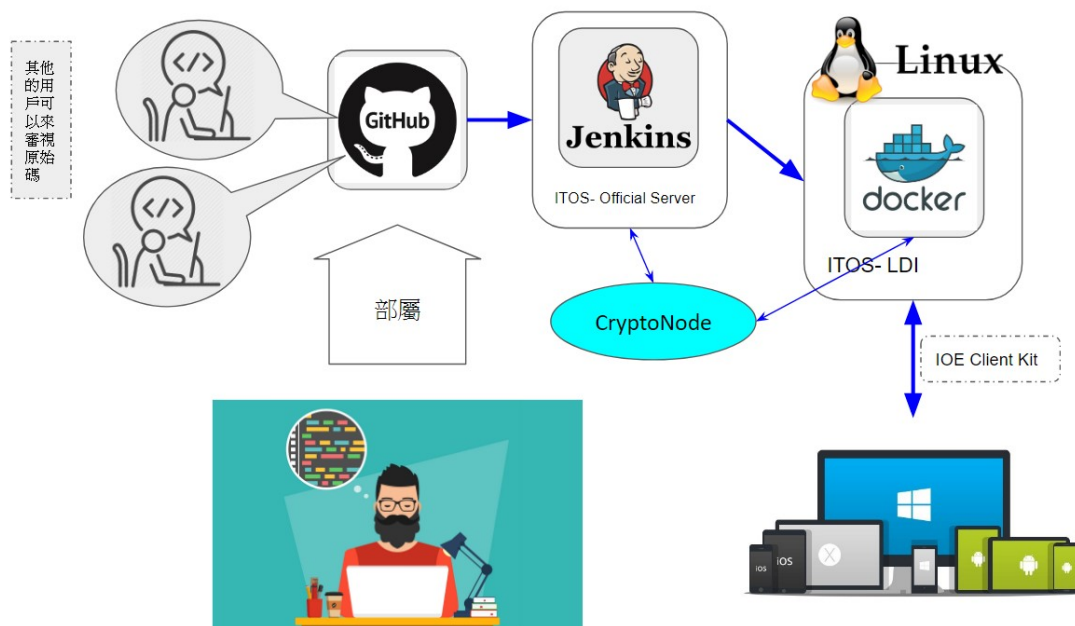 其他
的用
戶可
以來
審視
原始
碼
</>
</>
GitHub
Jenkins
ITOS- Official Server
Linux
docker
ITOS- LDI
部屬
CryptoNode
IOE Client Kit
iOS
iOS
X